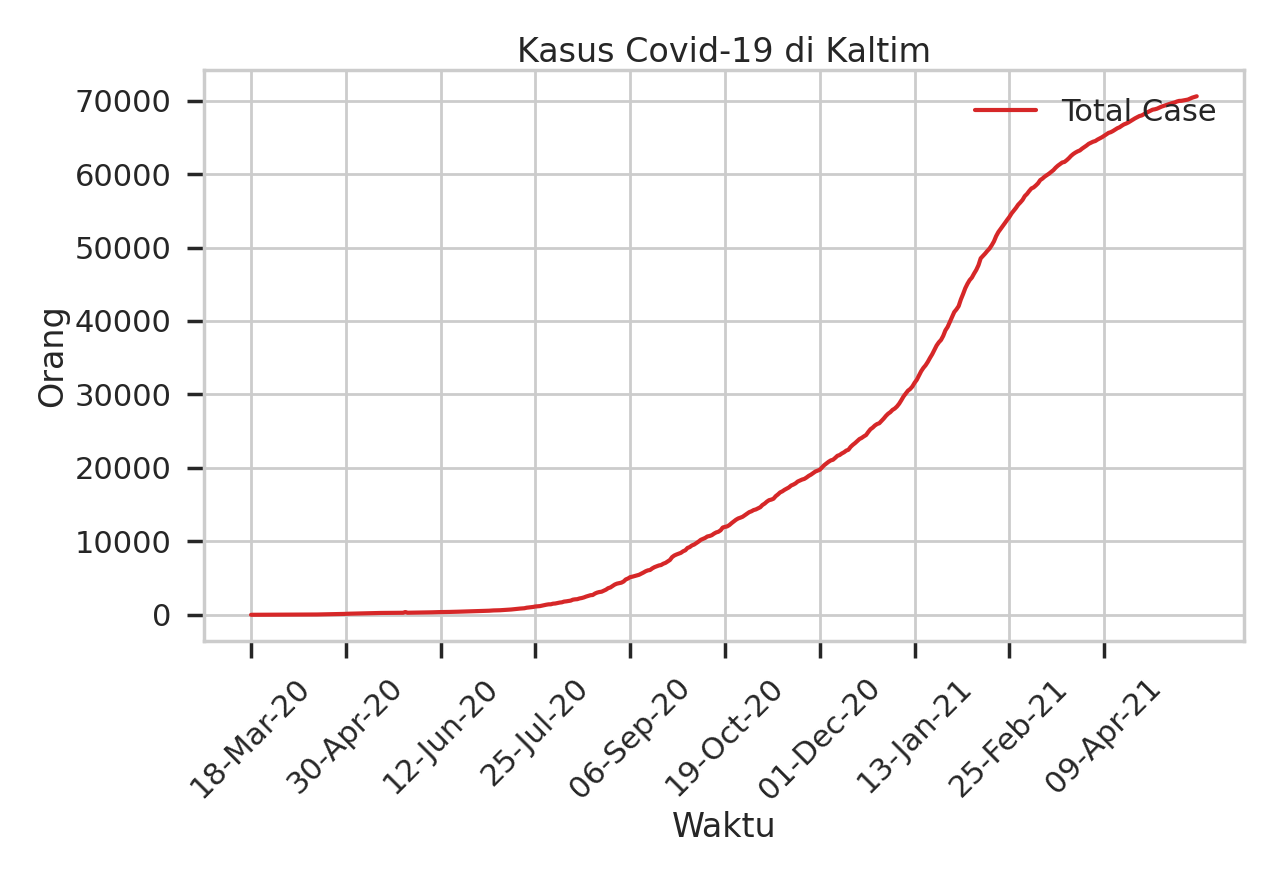 Kasus Covid-19 di Kaltim
Total Case
70000
60000
50000
40000
30000
20000
10000
0
Orang
18-Mar-20
30-Apr-20
12-Jun-20
25-Jul-20
06-Sep-20
19-Oct-20
01-Dec-20
13-Jan-21
25-Feb-21
09-Apr-21
Waktu